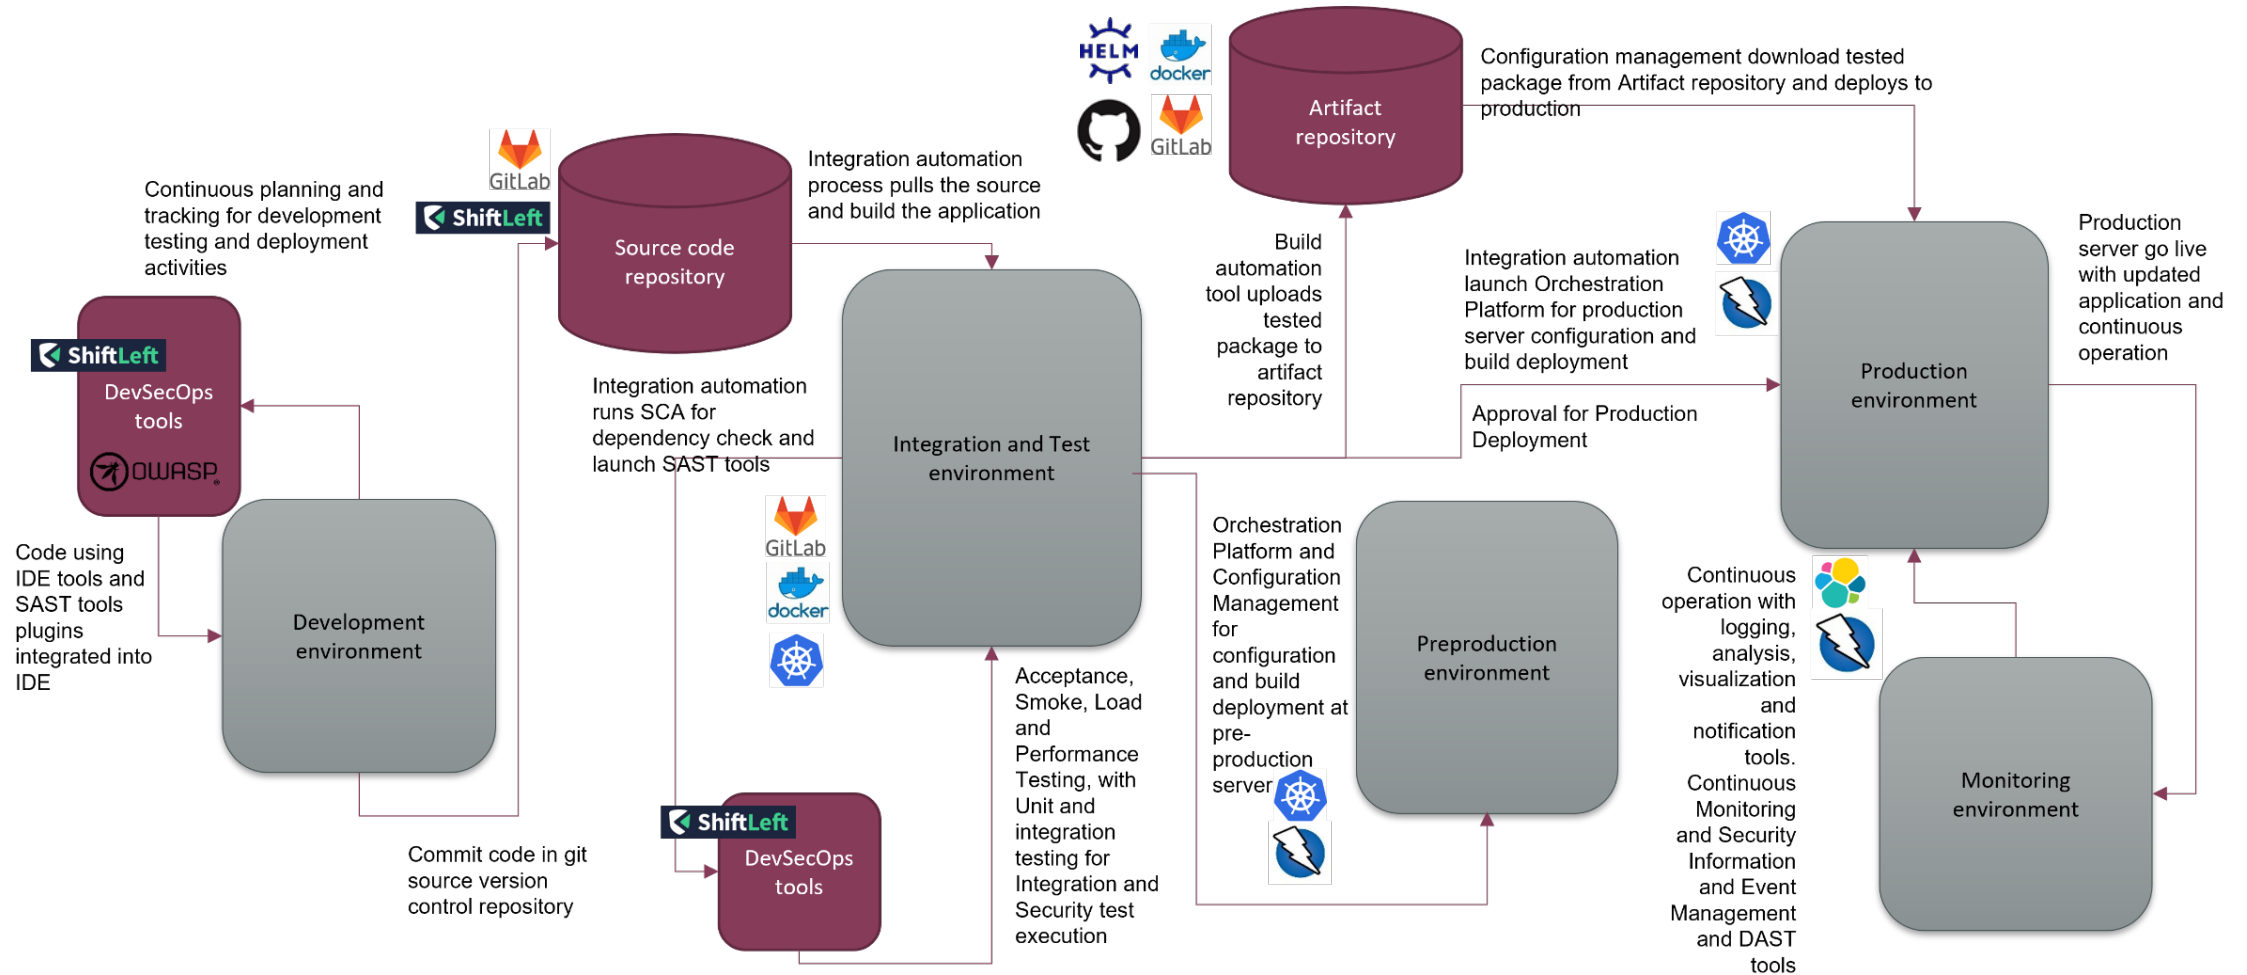 HELM
docker
GitLab
Artifact
repository
Configuration management download tested
package from Artifact repository and deploys to
production
GitLab
ShiftLeft
Source code
repository
Integration automation
process pulls the source
and build the application
Continuous planning and
tracking for development
testing and deployment
activities
ShiftLeft
DevSecOps
tools
OWASP
Code using
IDE tools and
SAST tools
plugins
integrated into
IDE
Development
environment
Commit code in git
source version
control repository
Integration automation
runs SCA for
dependency check and
launch SAST tools
GitLab
docker
Integration and Test
environment
ShiftLeft
DevSecOps
tools
Acceptance,
Smoke, Load
and
Performance
Testing, with
Unit and
integration
testing for
Integration and
Security test
execution
Build
automation
tool uploads
tested
package to
artifact
repository
Integration automation
launch Orchestration
Platform for production
server configuration and
build deployment
Approval for Production
Deployment
Orchestration
Platform and
Configuration
Management
for
configuration
and build
deployment at
pre-
production
server
Preproduction
environment
Production
environment
Production
server go live
with updated
application and
continuous
operation
Continuous
operation with
logging,
analysis,
visualization
and
notification
tools.
Continuous
Monitoring
and Security
Information
and Event
Management
and DAST
tools
Monitoring
environment